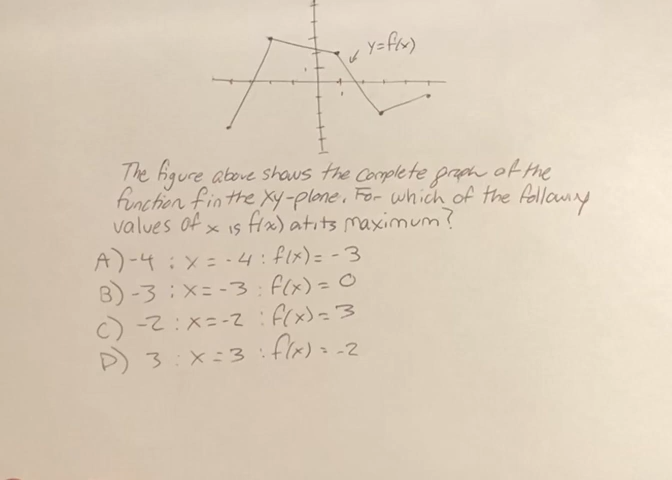 y=f(x)
The figure above shows the complete graph of the
function f in the xy-plane. For which of the following
values of x is f(x) at its maximum?
A) -4 : x = -4 : f(x) = -3
B) -3 : x = -3 : f(x) = 0
C) -2 : x = -2 : f(x) = 3
D) 3 : x = 3 : f(x) = -2